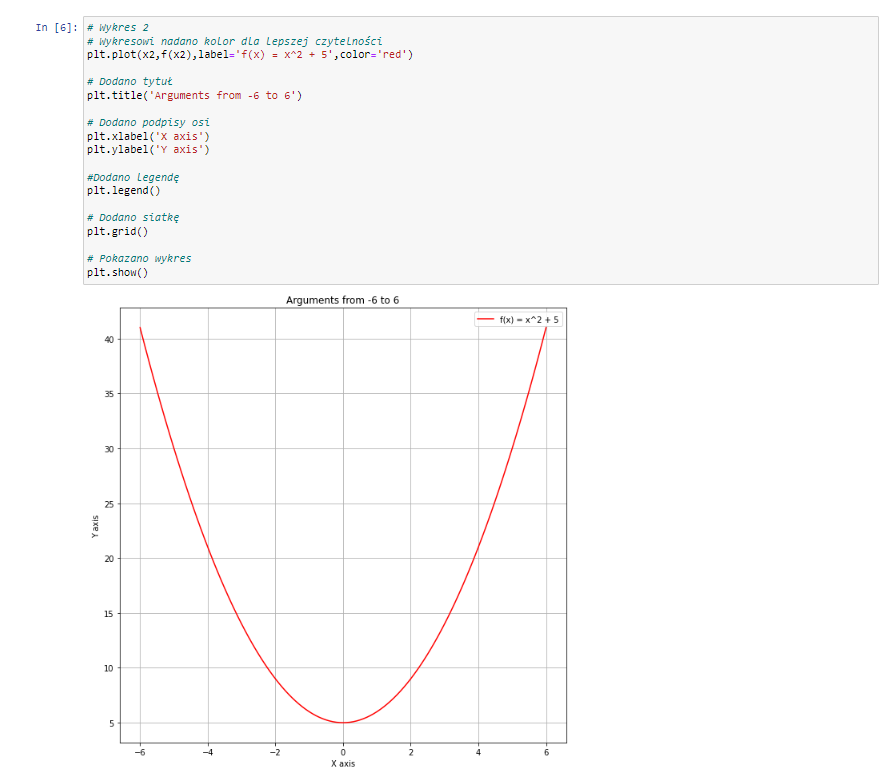 In [6]: # Wykres 2
# Wykresowi nadano kolor dla lepszej czytelności
plt.plot(x2,f(x2),label='f(x) = x^2 + 5',color='red')
# Dodano tytuł
plt.title('Arguments from -6 to 6')
# Dodano podpisy osi
plt.xlabel('X axis')
plt.ylabel('Y axis')
#Dodano Legendę
plt.legend()
# Dodano siatkę
plt.grid()
# Pokazano wykres
plt.show()
Arguments from -6 to 6
f(x) = x^2 + 5
40
35
30
25
20
15
10
5
Y axis
−6 −4 −2 0 2 4 6
X axis